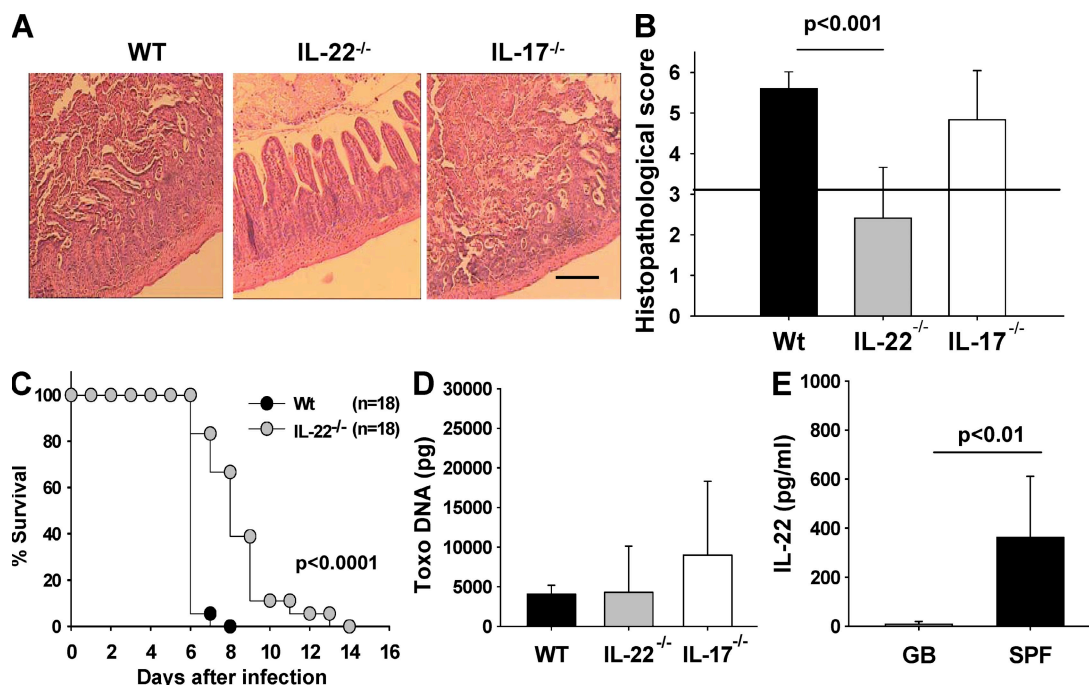 A
WT
IL-22-/-
IL-17-/-
B
p<0.001
Histopathological score
6
5
4
3
2
1
0
Wt
IL-22-/-
IL-17-/-
C
100
80
60
40
20
0
% Survival
Wt (n=18)
IL-22-/- (n=18)
p<0.0001
0 2 4 6 8 10 12 14 16
Days after infection
D
Toxo DNA (pg)
30000
25000
20000
15000
10000
5000
0
WT
IL-22-/-
IL-17-/-
E
IL-22 (pg/ml)
1000
800
600
400
200
0
p<0.01
GB
SPF